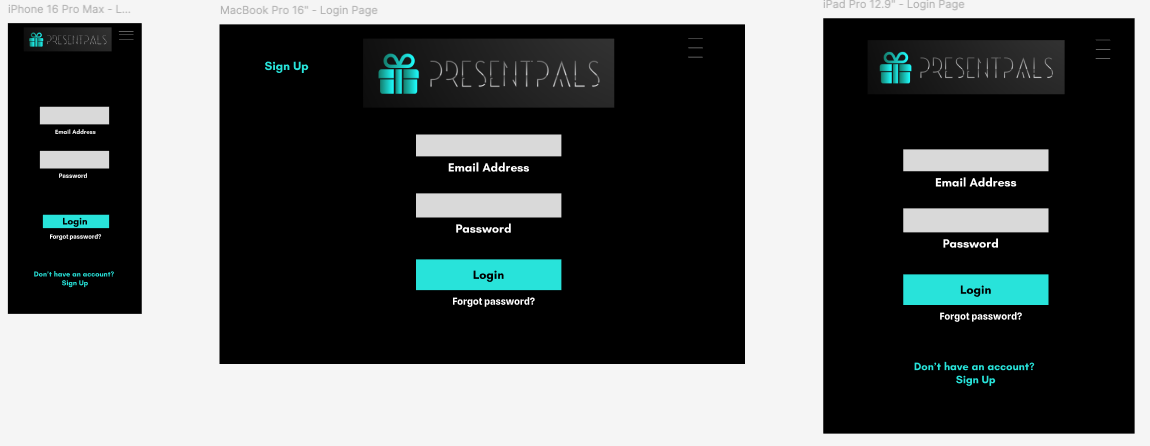 iPhone 16 Pro Max - L...
PRESENTPALS
Email Address
Password
Login
Forgot password?
Don't have an account?
Sign Up
MacBook Pro 16" - Login Page
Sign Up
PRESENTPALS
Email Address
Password
Login
Forgot password?
iPad Pro 12.9" - Login Page
PRESENTPALS
Email Address
Password
Login
Forgot password?
Don't have an account?
Sign Up